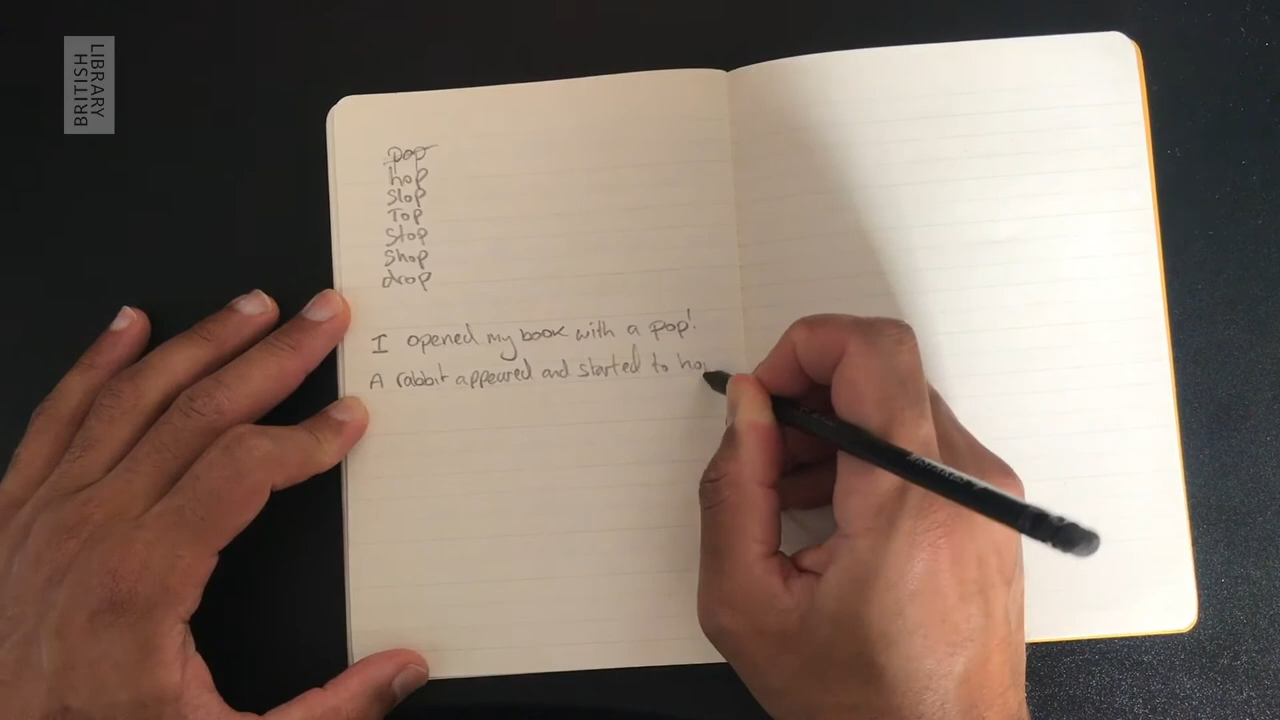 BRITISH
LIBRARY
pop
hop
slop
Top
Stop
Shop
drop
I opened my book with a pop!
A rabbit appeared and started to ho